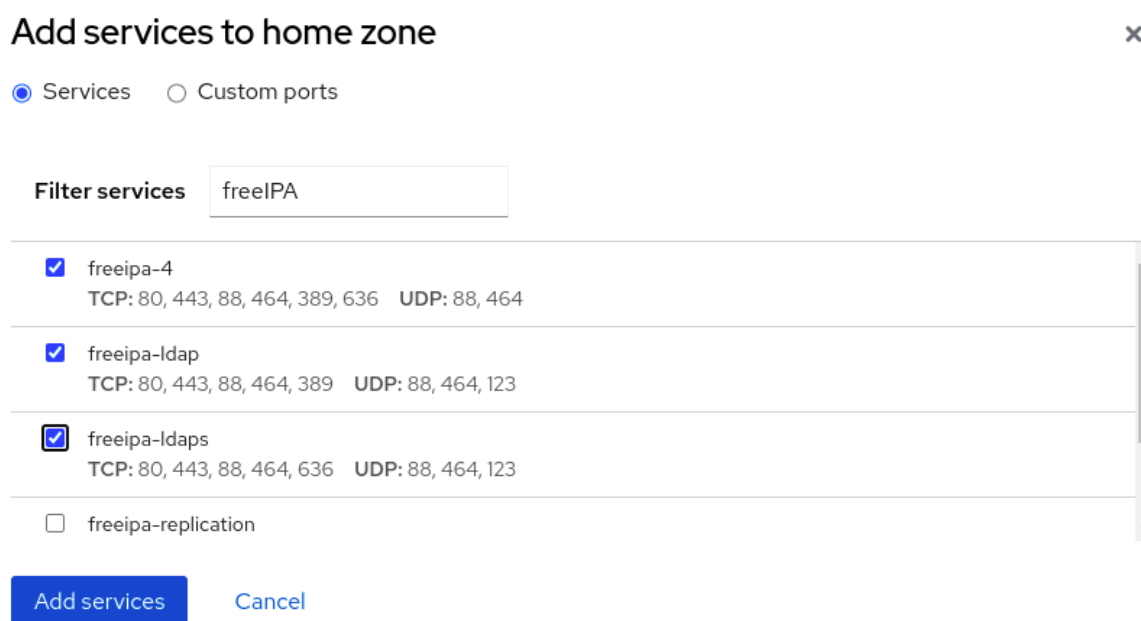 Add services to home zone
Services Custom ports
Filter services freeIPA
freeipa-4
TCP: 80, 443, 88, 464, 389, 636 UDP: 88, 464
freeipa-ldap
TCP: 80, 443, 88, 464, 389 UDP: 88, 464, 123
freeipa-ldaps
TCP: 80, 443, 88, 464, 636 UDP: 88, 464, 123
freeipa-replication
Add services Cancel